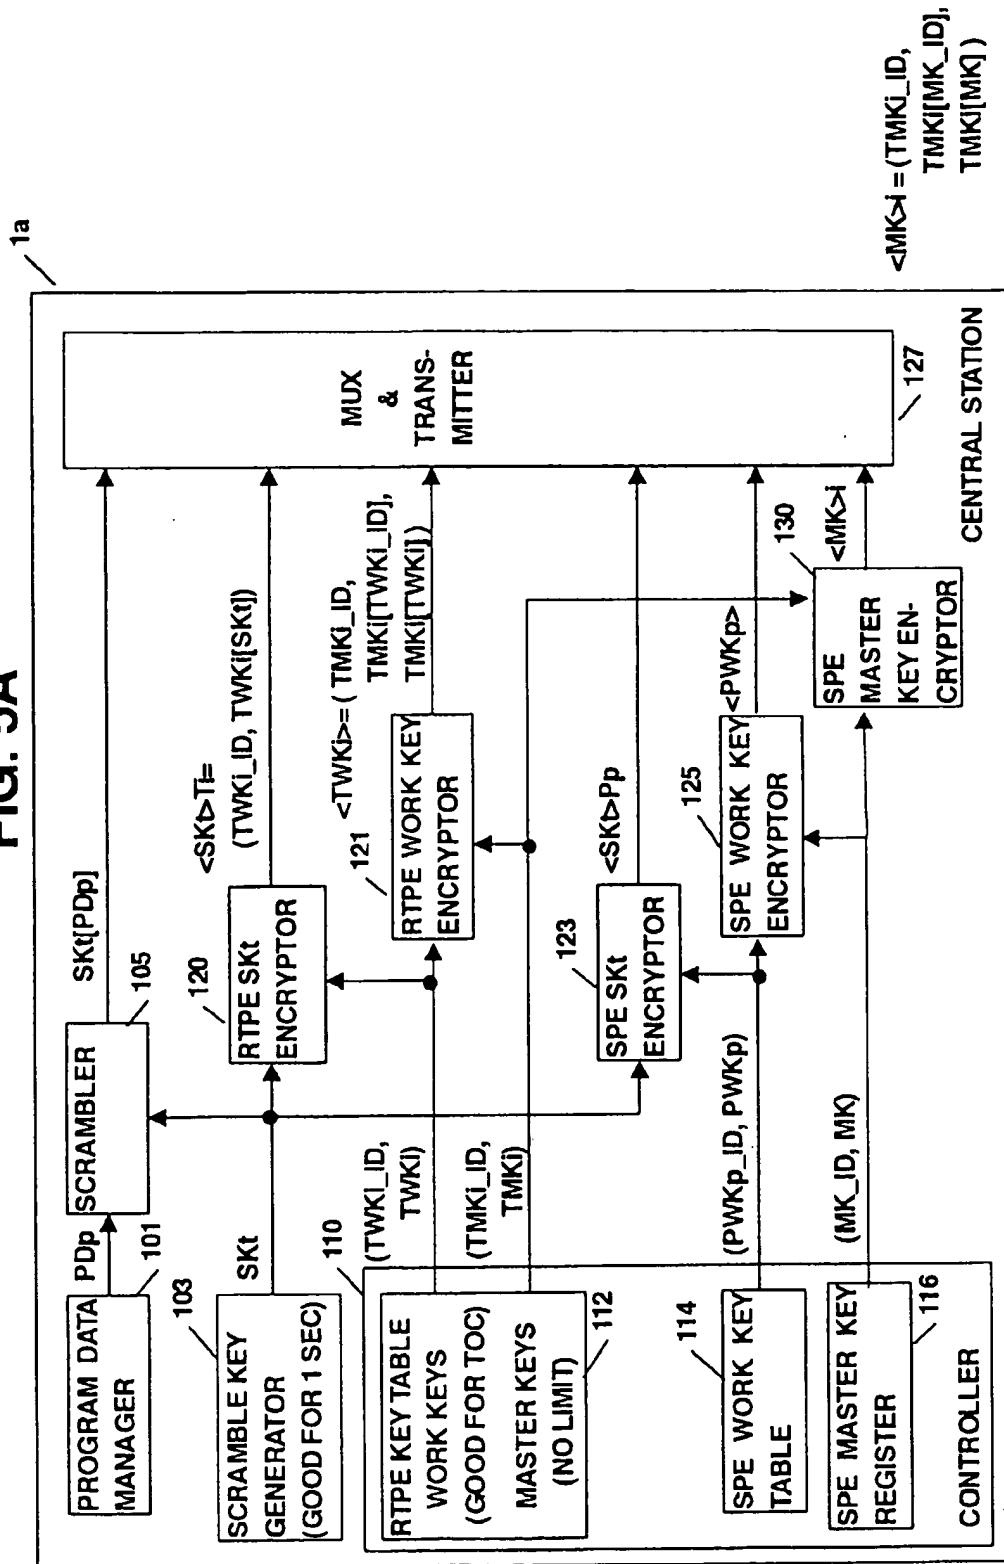 FIG. 5A
1a
PROGRAM DATA
MANAGER
101
PDp
SCRAMBLER
105
SKt[PDp]
103
SCRAMBLE KEY
GENERATOR
(GOOD FOR 1 SEC)
SKt
120
RTPE SKt
ENCRYPTOR
<SKt>Ti=
(TWKi_ID, TWKi[SKt])
110
RTPE KEY TABLE
WORK KEYS
(GOOD FOR TOC)
MASTER KEYS
(NO LIMIT)
112
(TWKi_ID,
TWKi)
(TMKi_ID,
TMKi)
121
RTPE WORK KEY
ENCRYPTOR
<TWKi>= ( TMKi_ID,
TMKi[TWKi_ID],
TMKi[TWKi] )
123
SPE SKt
ENCRYPTOR
<SKt>Pp
114
SPE WORK KEY
TABLE
(PWKp_ID, PWKp)
125
SPE WORK KEY
ENCRYPTOR
<PWKp>
SPE MASTER KEY
REGISTER
116
(MK_ID, MK)
130
SPE
MASTER
KEY EN-
CRYPTOR
<MK>i
CONTROLLER
MUX
&
TRANS-
MITTER
127
CENTRAL STATION
<MK>i = (TMKi_ID,
TMKi[MK_ID],
TMKi[MK] )